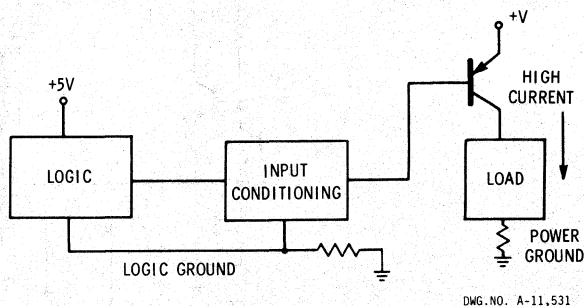 +V
+5V
HIGH
CURRENT
LOGIC
INPUT
CONDITIONING
LOAD
POWER
GROUND
LOGIC GROUND
DWG.NO. A-11,531